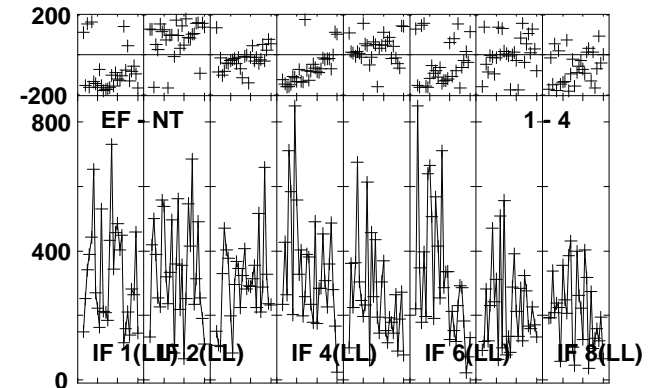 200
-200
800
EF - NT
1 - 4
400
0
IF 1(LL)
IF 2(LL)
IF 4(LL)
IF 6(LL)
IF 8(LL)